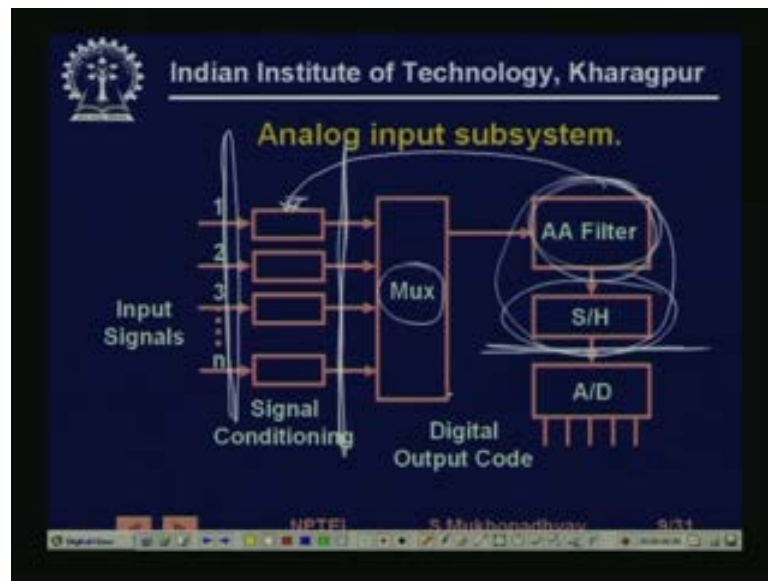 Indian Institute of Technology, Kharagpur
Analog input subsystem.
1
2
3
n
Input
Signals
Signal
Conditioning
Mux
AA Filter
S/H
A/D
Digital
Output Code
NPTEL
S.Mukhopadhyay
9/31